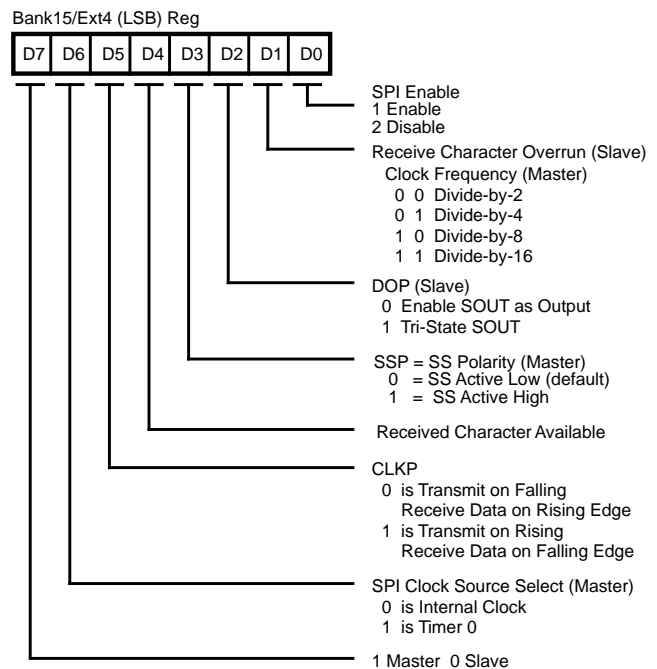 Bank15/Ext4 (LSB) Reg
D7 D6 D5 D4 D3 D2 D1 D0
SPI Enable
1 Enable
2 Disable
Receive Character Overrun (Slave)
Clock Frequency (Master)
0 0 Divide-by-2
0 1 Divide-by-4
1 0 Divide-by-8
1 1 Divide-by-16
DOP (Slave)
0 Enable SOUT as Output
1 Tri-State SOUT
SSP = SS Polarity (Master)
0 = SS Active Low (default)
1 = SS Active High
Received Character Available
CLKP
0 is Transmit on Falling
Receive Data on Rising Edge
1 is Transmit on Rising
Receive Data on Falling Edge
SPI Clock Source Select (Master)
0 is Internal Clock
1 is Timer 0
1 Master 0 Slave